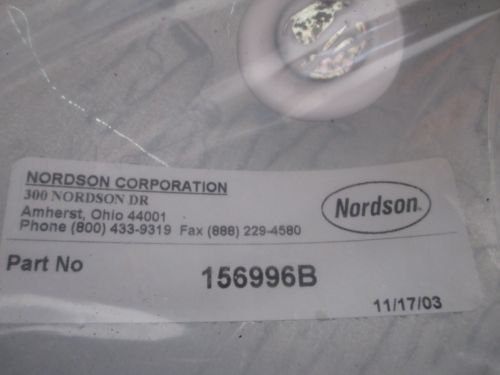 NORDSON CORPORATION
300 NORDSON DR
Amherst, Ohio 44001
Phone (800) 433-9319 Fax (888) 229-4580
Nordson
Part No
156996B
11/17/03